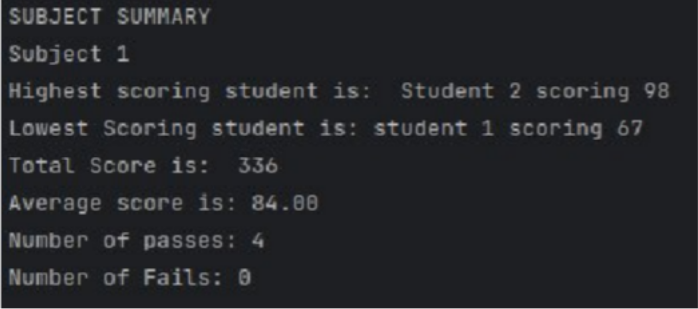 SUBJECT SUMMARY
Subject 1
Highest scoring student is:  Student 2 scoring 98
Lowest Scoring student is: student 1 scoring 67
Total Score is:  336
Average score is: 84.00
Number of passes: 4
Number of Fails: 0